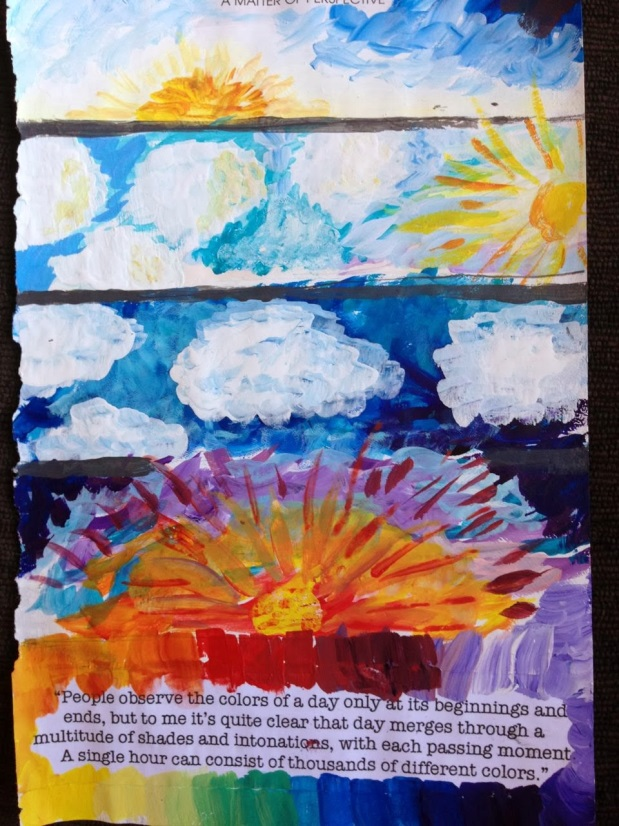 A MATTER OF PERSPECTIVE
“People observe the colors of a day only at its beginnings and
ends, but to me it’s quite clear that day merges through a
multitude of shades and intonations, with each passing moment.
A single hour can consist of thousands of different colors.”